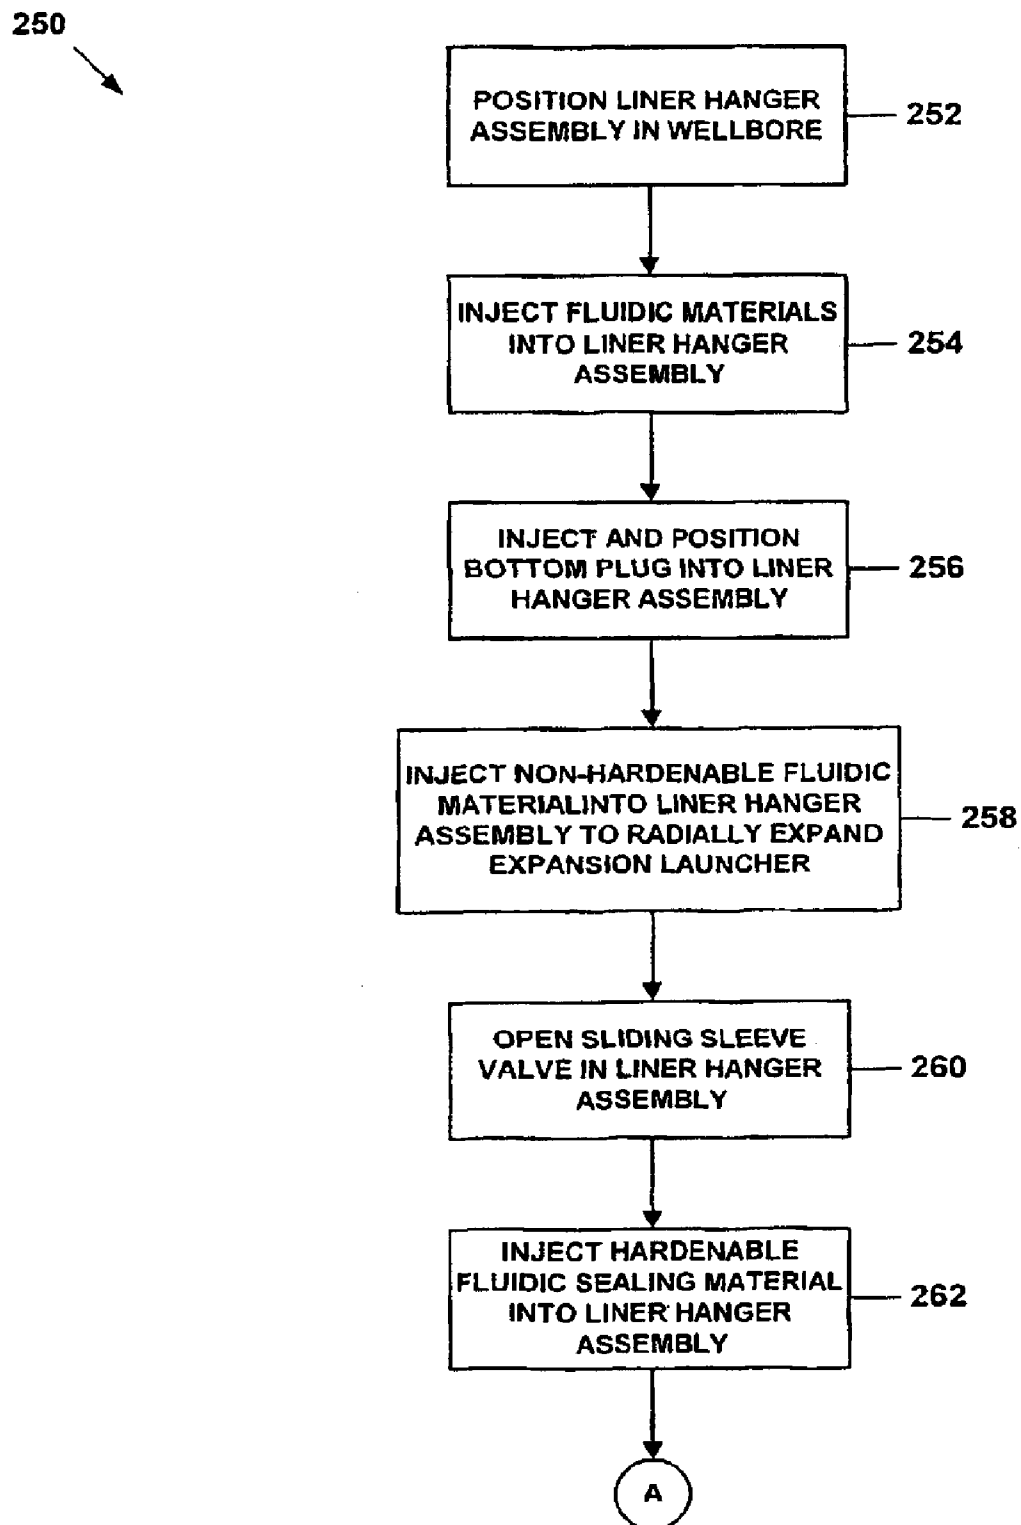 250
POSITION LINER HANGER
ASSEMBLY IN WELLBORE
252
INJECT FLUIDIC MATERIALS
INTO LINER HANGER
ASSEMBLY
254
INJECT AND POSITION
BOTTOM PLUG INTO LINER
HANGER ASSEMBLY
256
INJECT NON-HARDENABLE FLUIDIC
MATERIALINTO LINER HANGER
ASSEMBLY TO RADIALLY EXPAND
EXPANSION LAUNCHER
258
OPEN SLIDING SLEEVE
VALVE IN LINER HANGER
ASSEMBLY
260
INJECT HARDENABLE
FLUIDIC SEALING MATERIAL
INTO LINER HANGER
ASSEMBLY
262
A